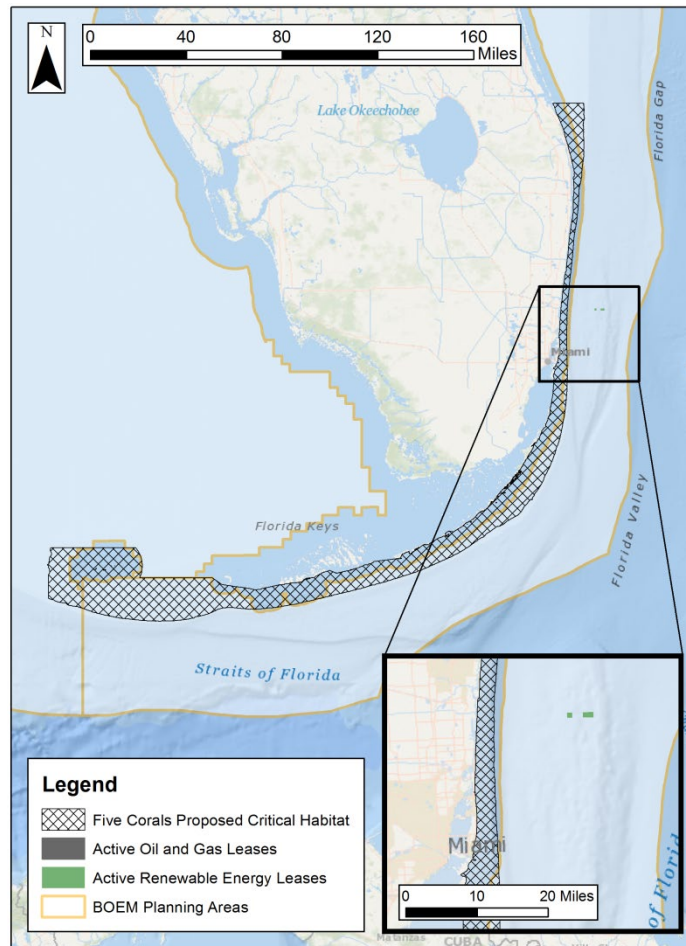 N
0 40 80 120 160
Miles
Lake Okeechobee
Florida Gap
Miami
Florida Keys
Florida Valley
Straits of Florida
Legend
Five Corals Proposed Critical Habitat
Active Oil and Gas Leases
Active Renewable Energy Leases
BOEM Planning Areas
Miami
of Florid
0 10 20 Miles
Matanzas
CUBA